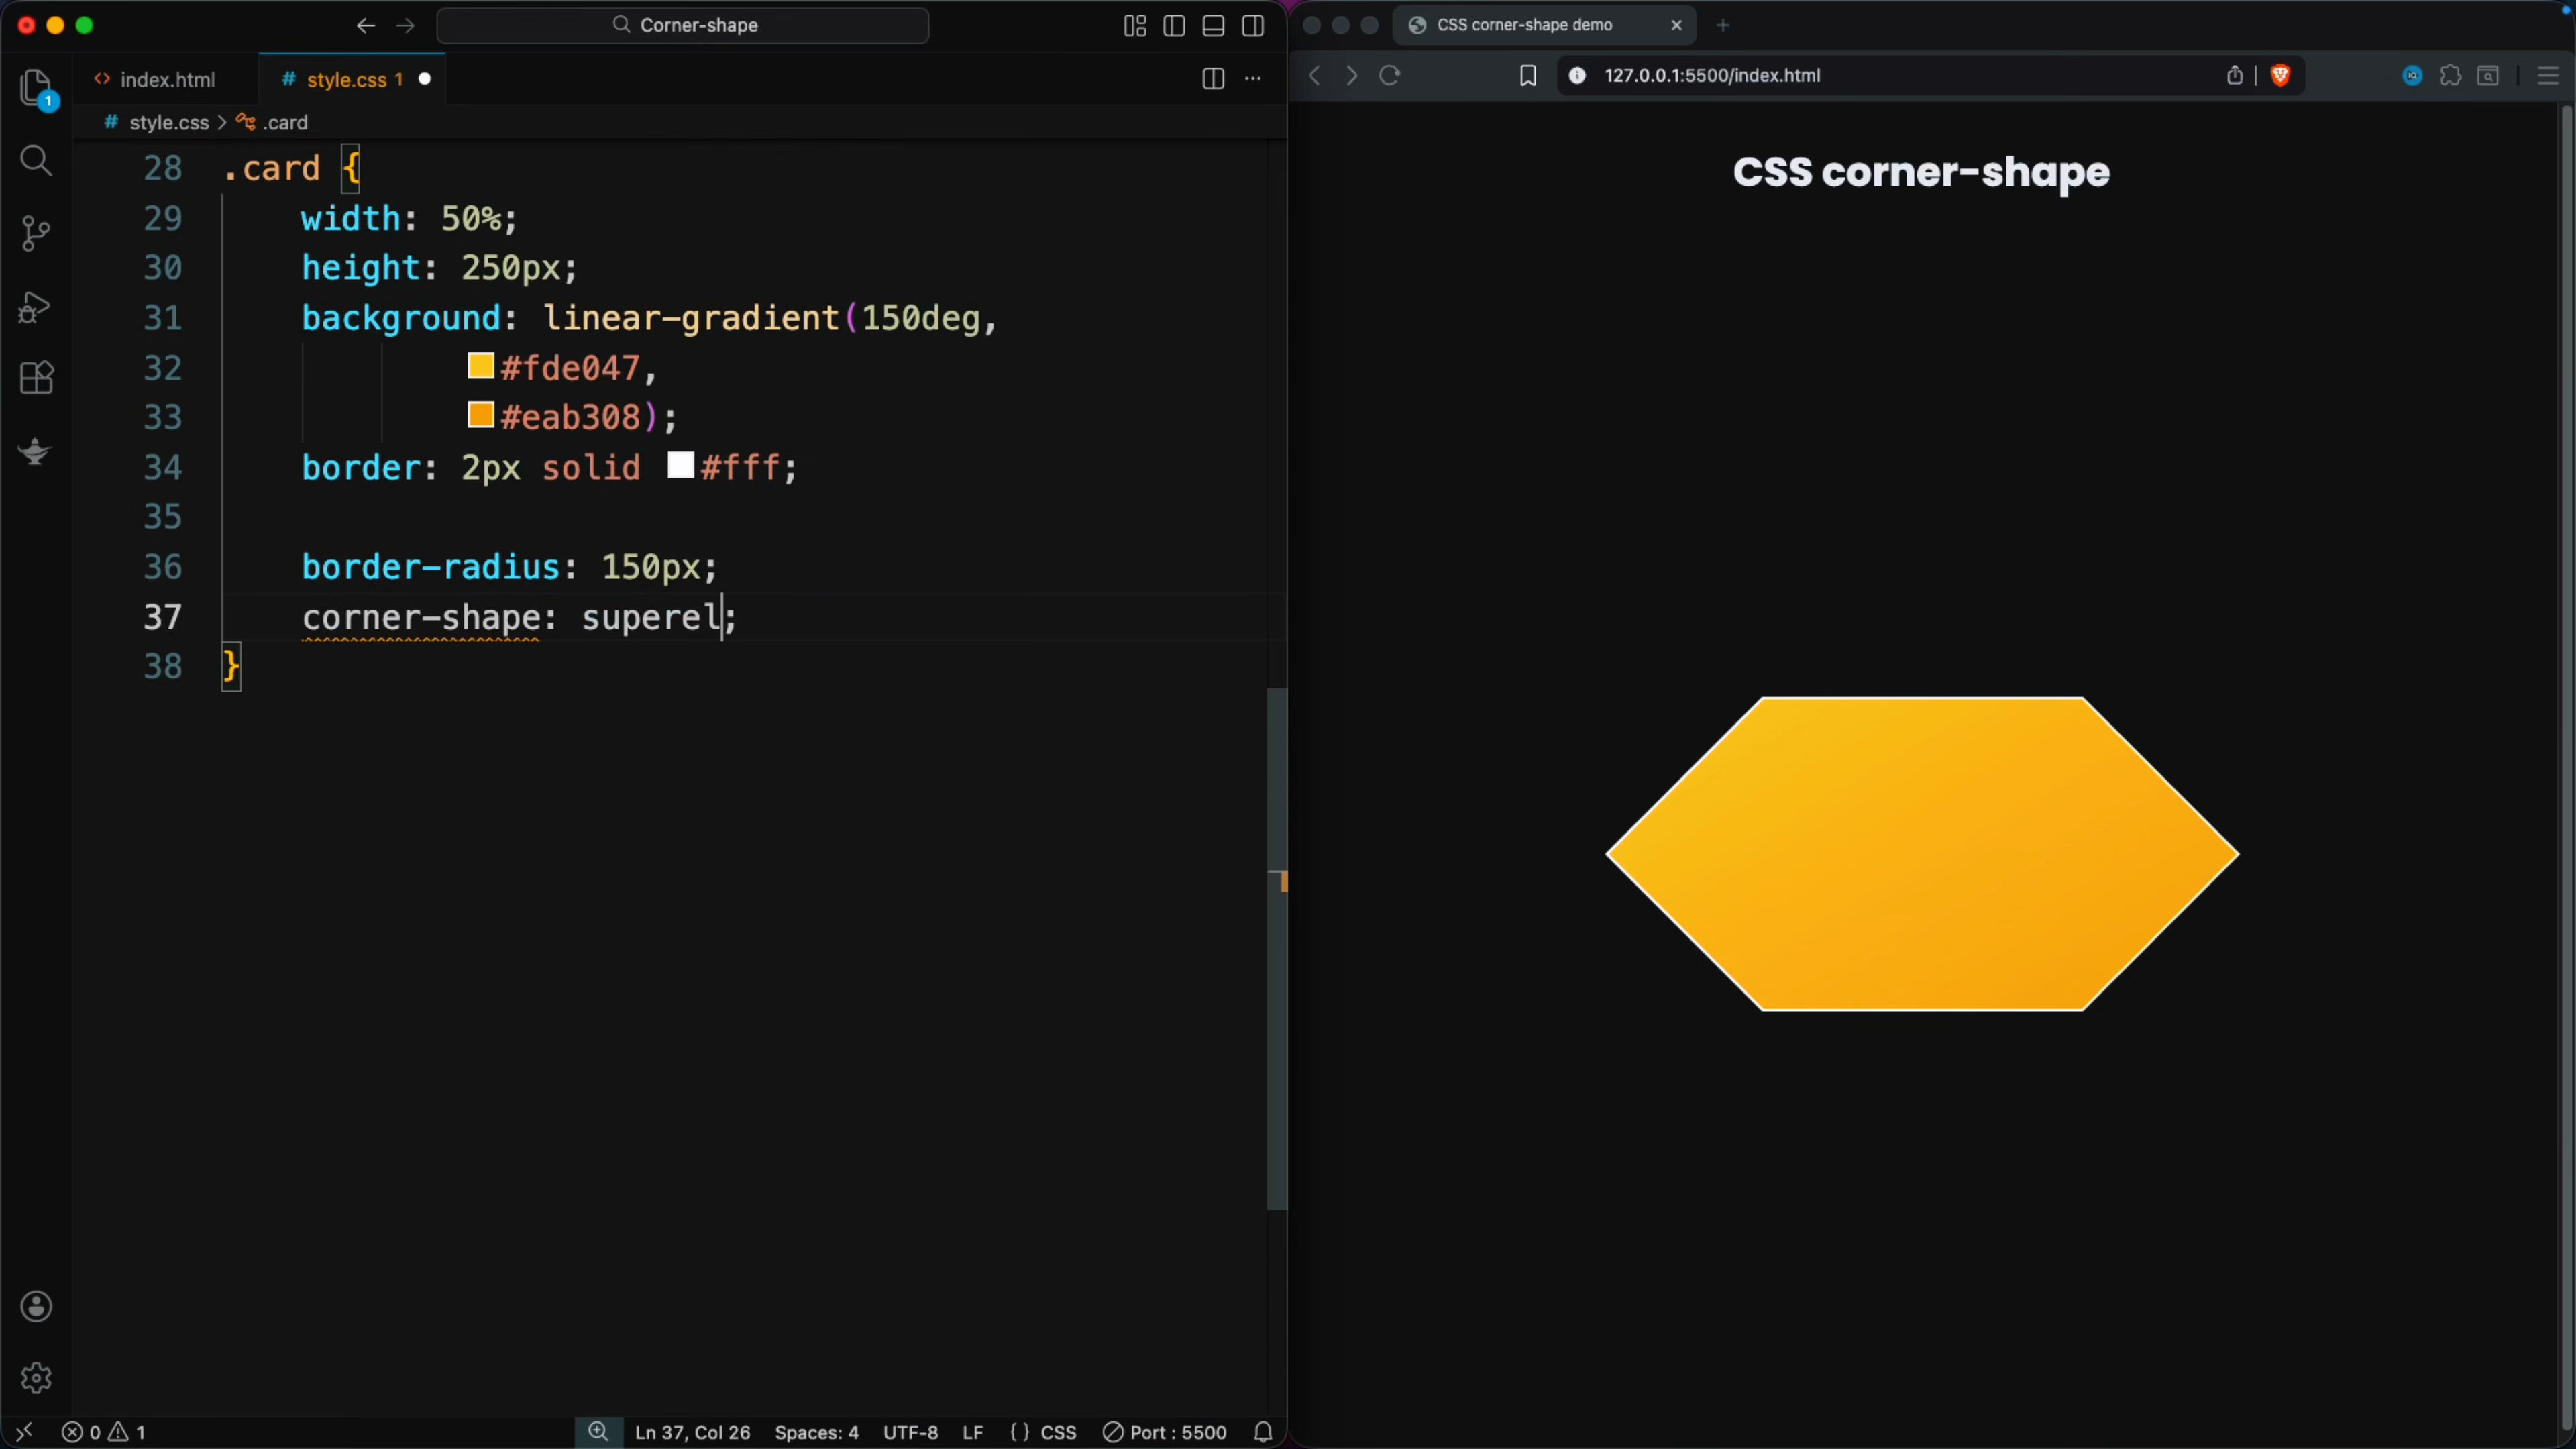 Corner-shape
index.html
style.css 1
style.css > .card
1
28 .card {
29 width: 50%;
30 height: 250px;
31 background: linear-gradient(150deg,
32 #fde047,
33 #eab308);
34 border: 2px solid #fff;
35
36 border-radius: 150px;
37 corner-shape: superel;
38 }
0 1
Ln 37, Col 26 Spaces: 4 UTF-8 LF {} CSS Port : 5500
CSS corner-shape demo
127.0.0.1:5500/index.html
CSS corner-shape